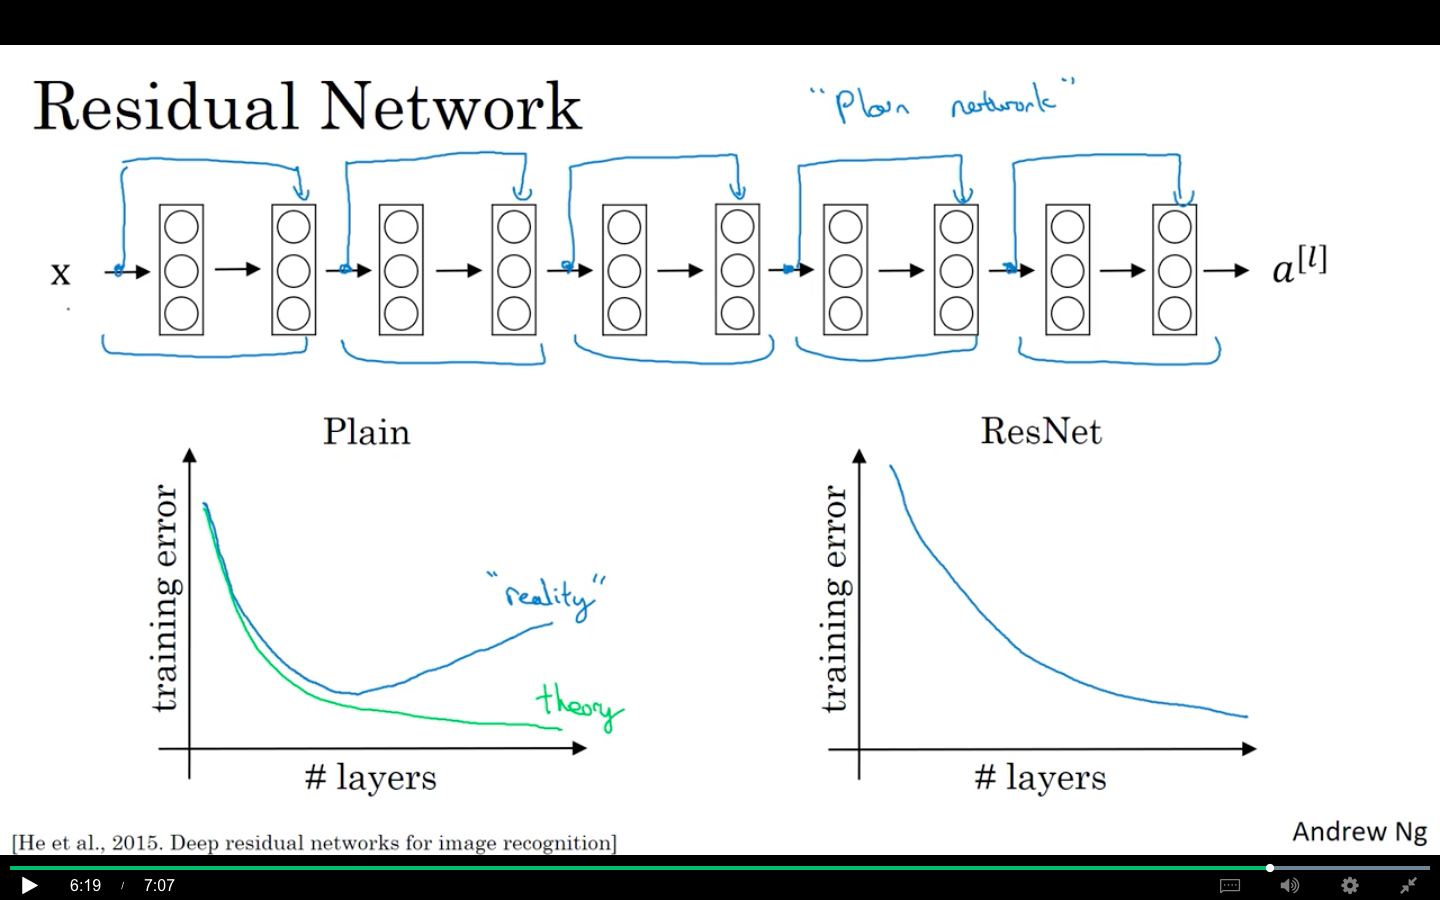 Residual Network
"Plain network"
x
a^[l]
Plain
ResNet
training error
"reality"
theory
# layers
training error
# layers
[He et al., 2015. Deep residual networks for image recognition]
Andrew Ng
6:19 / 7:07